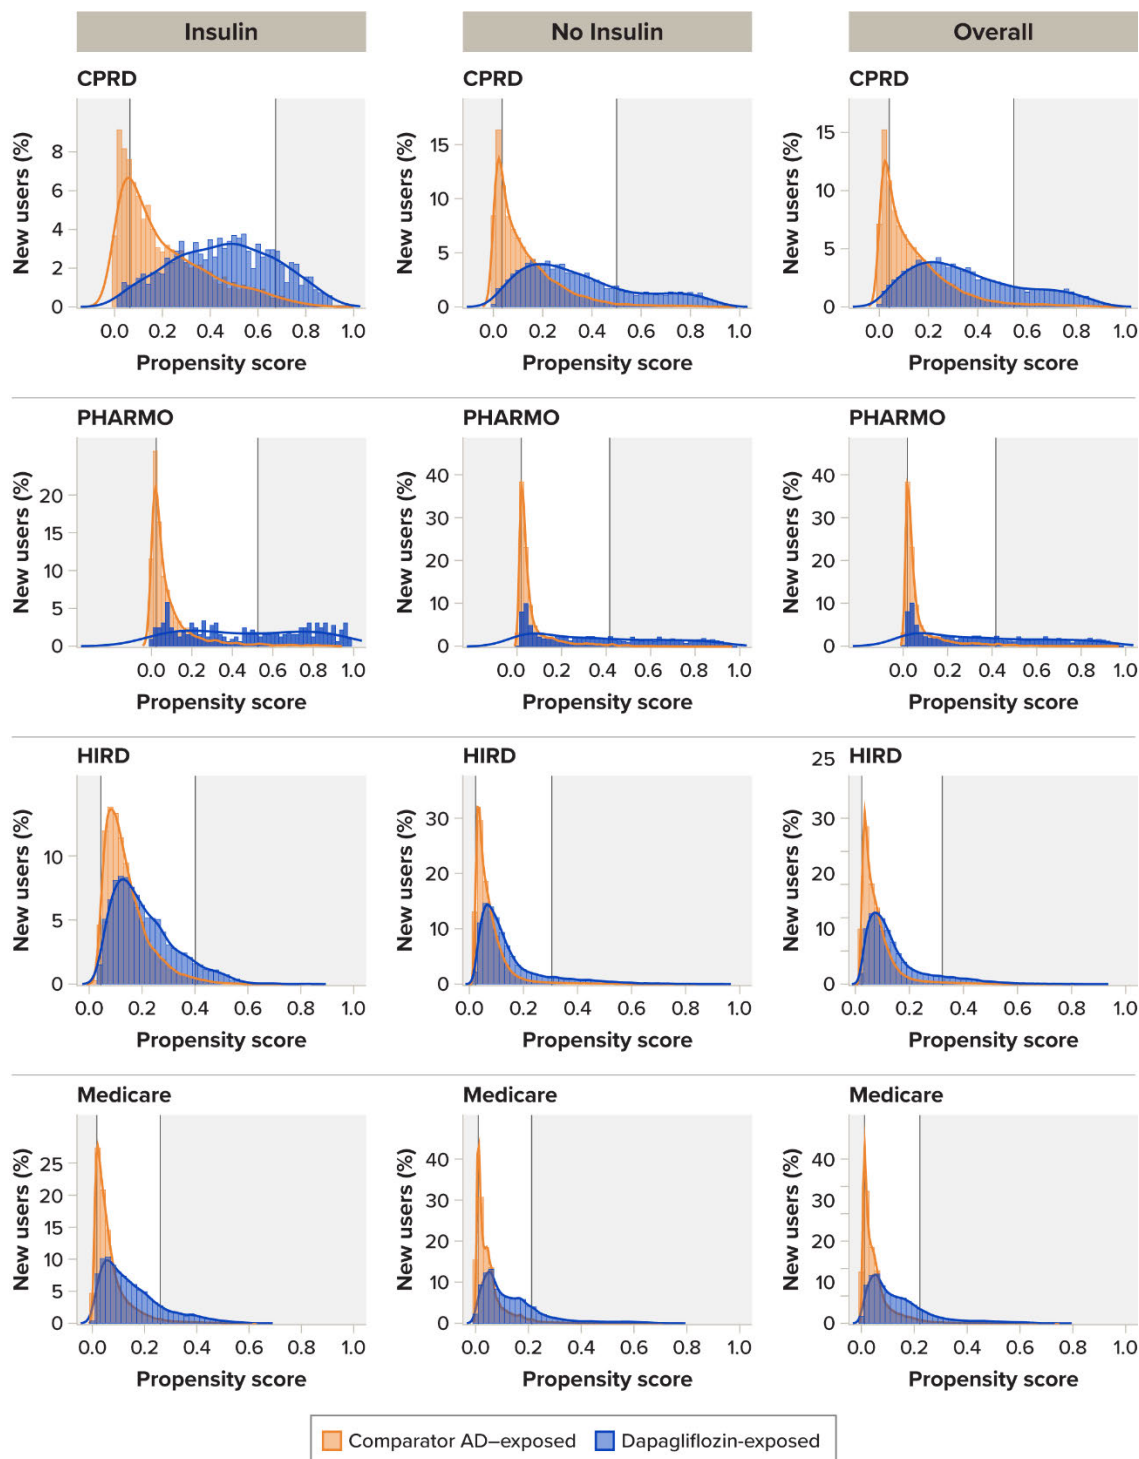 Insulin No Insulin Overall
CPRD CPRD CPRD
New users (%) New users (%) New users (%)
8 15 15
6 10 10
4 5 5
2 0 0
0
0.0 0.2 0.4 0.6 0.8 1.0 0.0 0.2 0.4 0.6 0.8 1.0 0.0 0.2 0.4 0.6 0.8 1.0
Propensity score Propensity score Propensity score
PHARMO PHARMO PHARMO
New users (%) New users (%) New users (%)
20 40 40
15 30 30
10 20 20
5 10 10
0 0 0
0.0 0.2 0.4 0.6 0.8 1.0 0.0 0.2 0.4 0.6 0.8 1.0 0.0 0.2 0.4 0.6 0.8 1.0
Propensity score Propensity score Propensity score
HIRD HIRD 25 HIRD
New users (%) New users (%) New users (%)
10 30 30
5 20 20
0 10 10
0 0
0.0 0.2 0.4 0.6 0.8 1.0 0.0 0.2 0.4 0.6 0.8 1.0 0.0 0.2 0.4 0.6 0.8 1.0
Propensity score Propensity score Propensity score
Medicare Medicare Medicare
New users (%) New users (%) New users (%)
25 40 40
20 30 30
15 20 20
10 10 10
5 0 0
0
0.0 0.2 0.4 0.6 0.8 1.0 0.0 0.2 0.4 0.6 0.8 1.0 0.0 0.2 0.4 0.6 0.8 1.0
Propensity score Propensity score Propensity score
Comparator AD–exposed Dapagliflozin-exposed